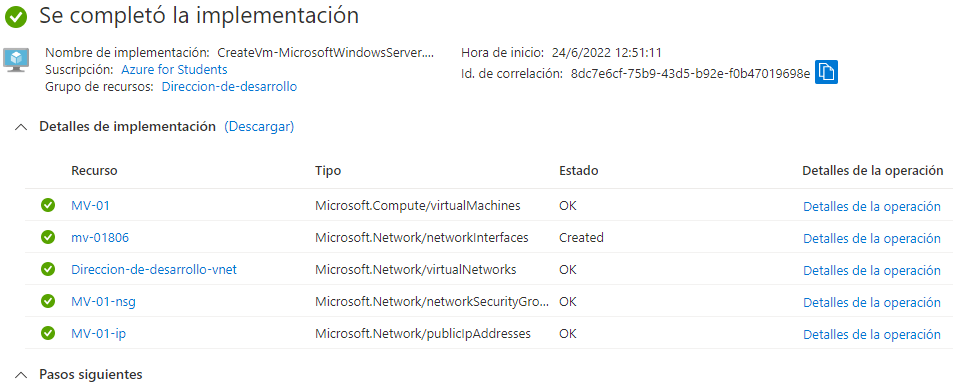 Se completó la implementación
Nombre de implementación: CreateVm-MicrosoftWindowsServer....
Hora de inicio: 24/6/2022 12:51:11
Suscripción: Azure for Students
Id. de correlación: 8dc7e6cf-75b9-43d5-b92e-f0b47019698e
Grupo de recursos: Direccion-de-desarrollo
Detalles de implementación (Descargar)
Recurso Tipo Estado Detalles de la operación
MV-01 Microsoft.Compute/virtualMachines OK Detalles de la operación
mv-01806 Microsoft.Network/networkInterfaces Created Detalles de la operación
Direccion-de-desarrollo-vnet Microsoft.Network/virtualNetworks OK Detalles de la operación
MV-01-nsg Microsoft.Network/networkSecurityGro... OK Detalles de la operación
MV-01-ip Microsoft.Network/publicIpAddresses OK Detalles de la operación
Pasos siguientes